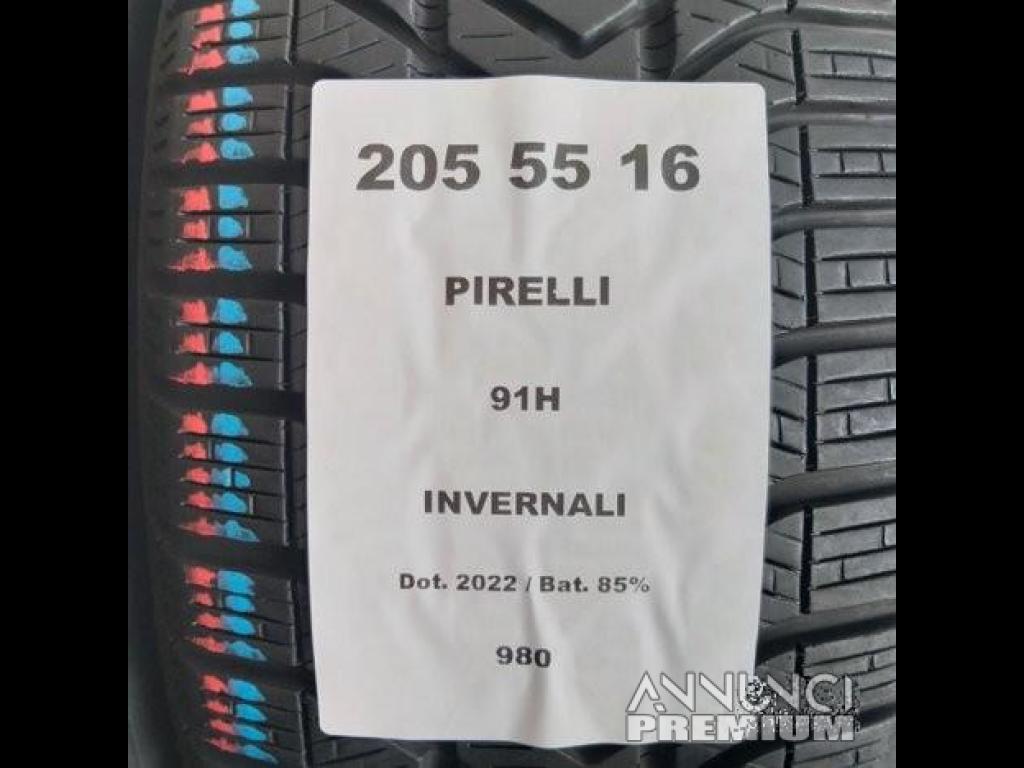 205 55 16
PIRELLI
91H
INVERNALI
Dot. 2022 / Bat. 85%
980
ANNUNCI
PREMIUM